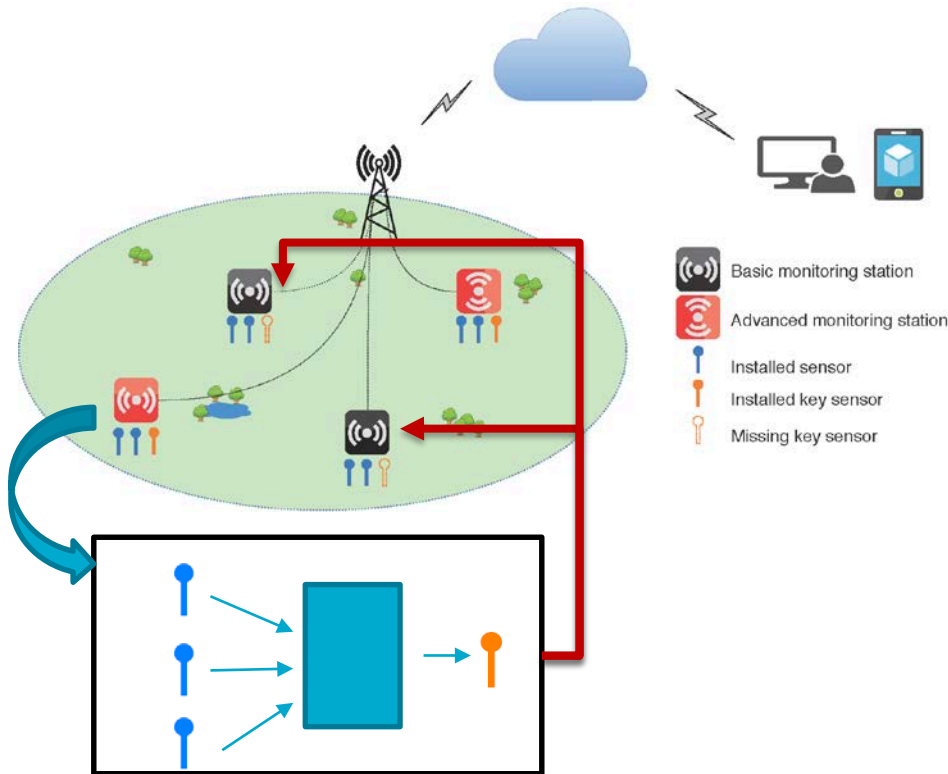 Basic monitoring station
Advanced monitoring station
Installed sensor
Installed key sensor
Missing key sensor